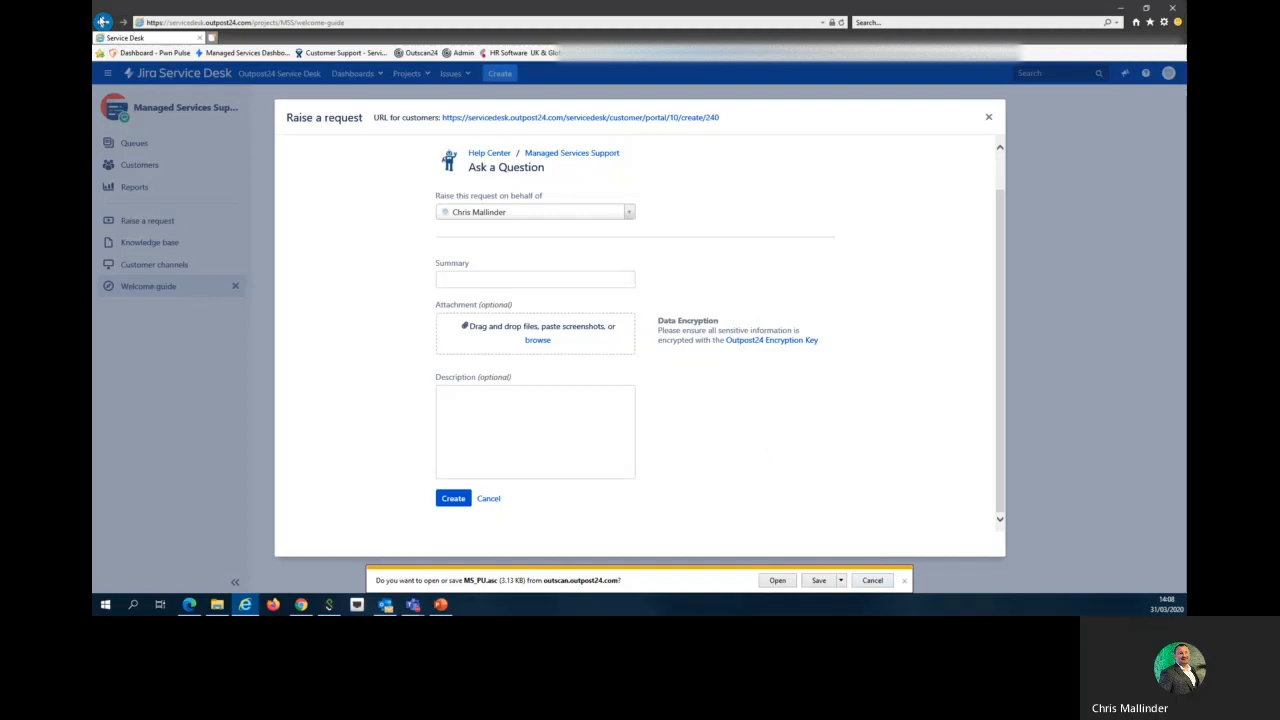 https://servicedesk.outpost24.com/projects/MSS/welcome-guide
Search...
Service Desk
Dashboard - Pwn Pulse
Managed Services Dashbo...
Customer Support - Servi...
Outscan24
Admin
HR Software UK & Glo
Jira Service Desk
Outpost24 Service Desk
Dashboards
Projects
Issues
Create
Search
Managed Services Sup...
Queues
Customers
Reports
Raise a request
Knowledge base
Customer channels
Welcome guide
Raise a request
URL for customers: https://servicedesk.outpost24.com/servicedesk/customer/portal/10/create/240
Help Center / Managed Services Support
Ask a Question
Raise this request on behalf of
Chris Mallinder
Summary
Attachment (optional)
Drag and drop files, paste screenshots, or
browse
Data Encryption
Please ensure all sensitive information is
encrypted with the Outpost24 Encryption Key
Description (optional)
Create
Cancel
Do you want to open or save MS_PU.asc (3.13 KB) from outscan.outpost24.com?
Open
Save
Cancel
14:08
31/03/2020
Chris Mallinder